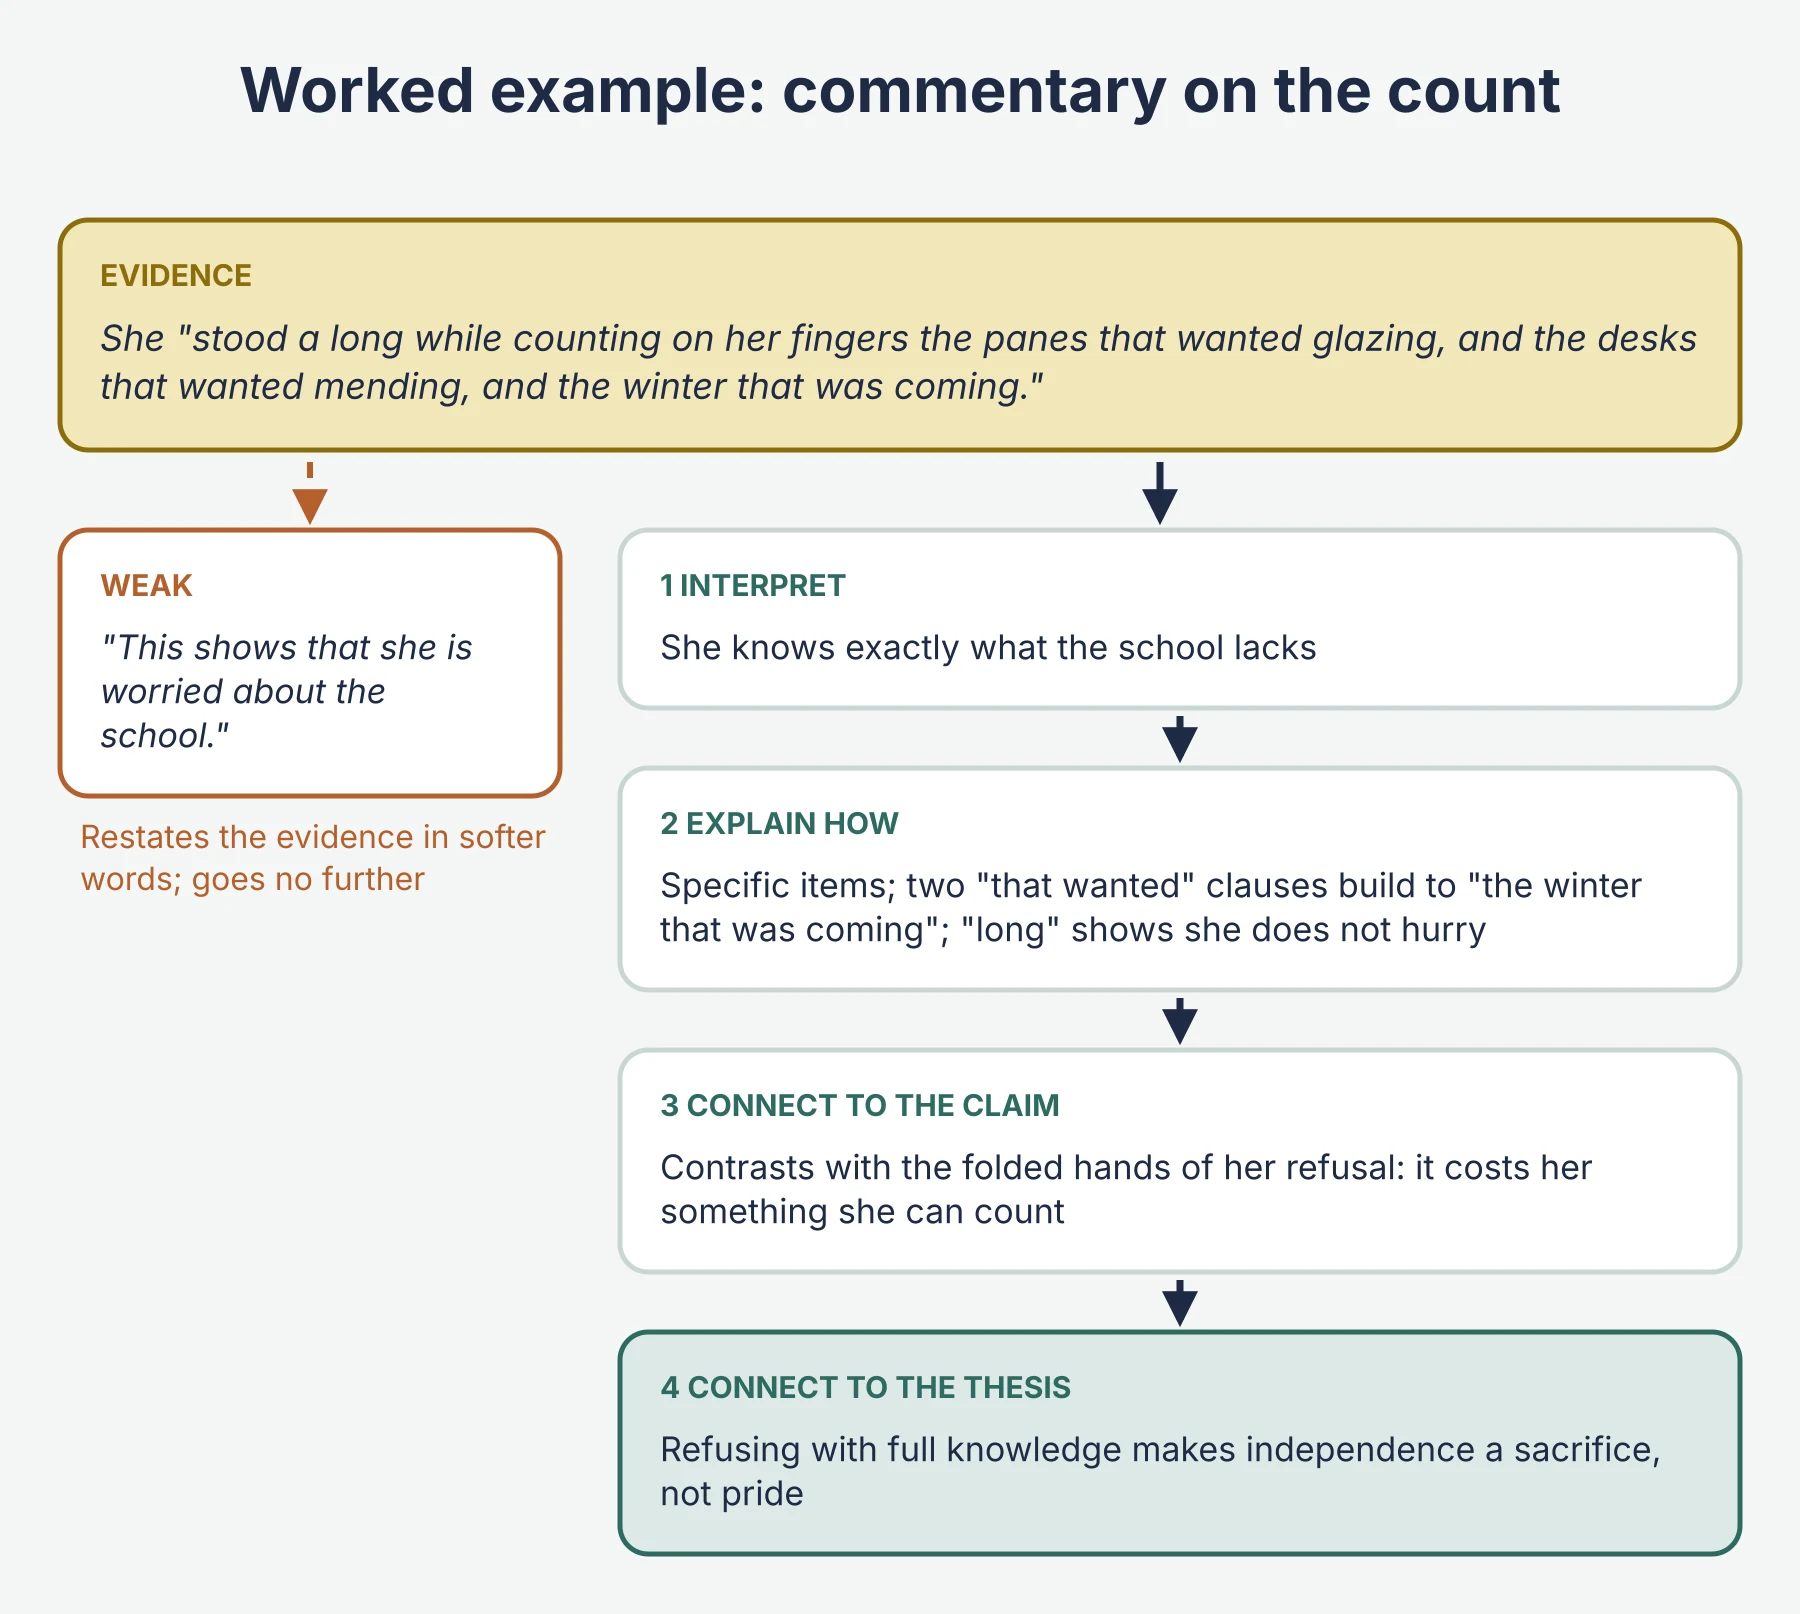 Worked example: commentary on the count
EVIDENCE
She "stood a long while counting on her fingers the panes that wanted glazing, and the desks
that wanted mending, and the winter that was coming."
WEAK
"This shows that she is
worried about the
school."
Restates the evidence in softer
words; goes no further
1 INTERPRET
She knows exactly what the school lacks
2 EXPLAIN HOW
Specific items; two "that wanted" clauses build to "the winter
that was coming"; "long" shows she does not hurry
3 CONNECT TO THE CLAIM
Contrasts with the folded hands of her refusal: it costs her
something she can count
4 CONNECT TO THE THESIS
Refusing with full knowledge makes independence a sacrifice,
not pride